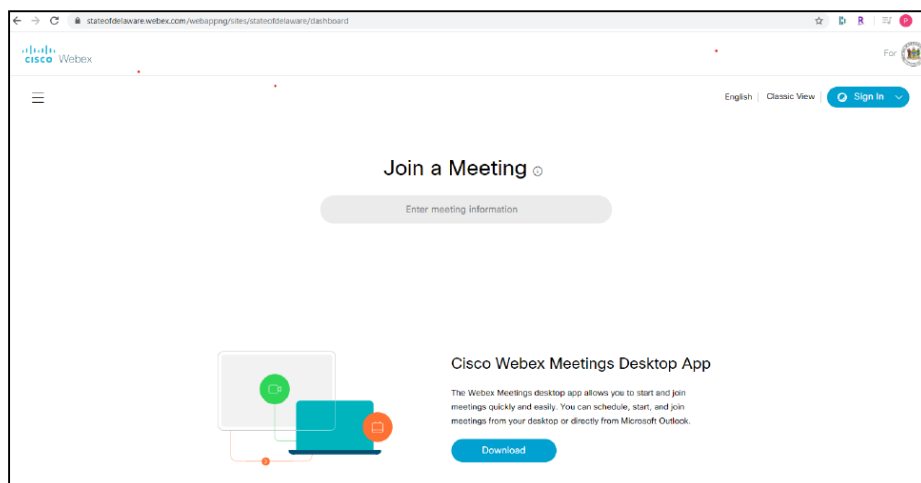 stateofdelaware.webex.com/webappng/sites/stateofdelaware/dashboard
P
cisco Webex
For
English | Classic View | Sign In
Join a Meeting
Enter meeting information
Cisco Webex Meetings Desktop App
The Webex Meetings desktop app allows you to start and join
meetings quickly and easily. You can schedule, start, and join
meetings from your desktop or directly from Microsoft Outlook.
Download